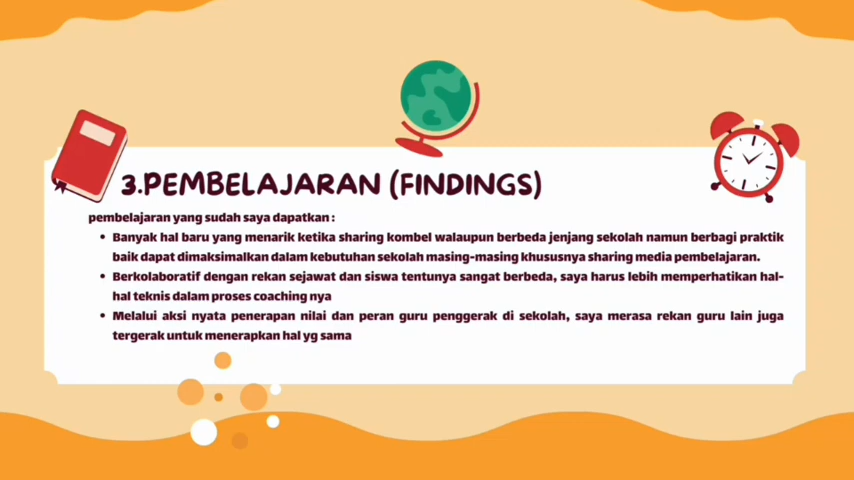 3.PEMBELAJARAN (FINDINGS)
pembelajaran yang sudah saya dapatkan :
• Banyak hal baru yang menarik ketika sharing kombel walaupun berbeda jenjang sekolah namun berbagi praktik
baik dapat dimaksimalkan dalam kebutuhan sekolah masing-masing khususnya sharing media pembelajaran.
• Berkolaboratif dengan rekan sejawat dan siswa tentunya sangat berbeda, saya harus lebih memperhatikan hal-
hal teknis dalam proses coaching nya
• Melalui aksi nyata penerapan nilai dan peran guru penggerak di sekolah, saya merasa rekan guru lain juga
tergerak untuk menerapkan hal yg sama